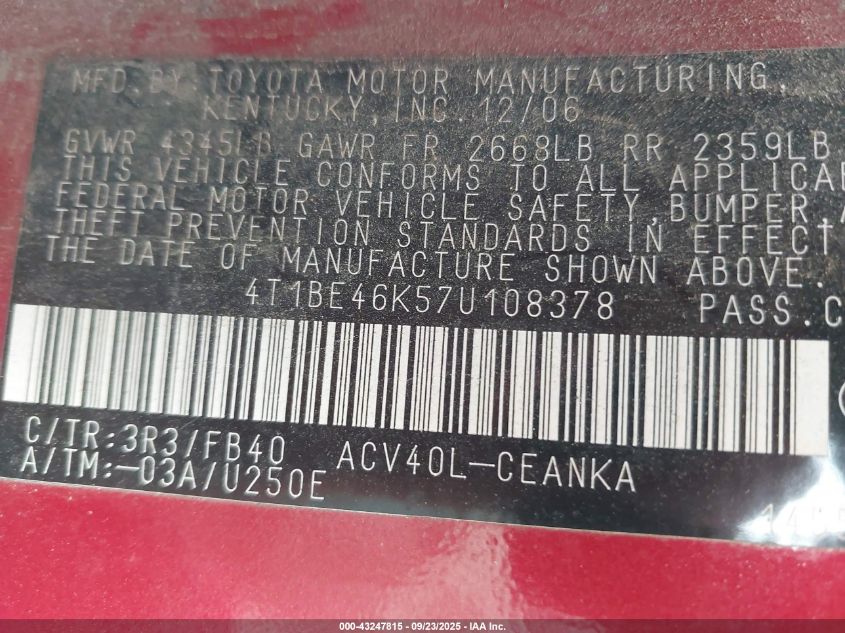 MFD.BY TOYOTA MOTOR MANUFACTURING,
KENTUCKY, INC. 12/06
GVWR 4345LB GAWR FR 2668LB RR 2359LB
THIS VEHICLE CONFORMS TO ALL APPLICA
FEDERAL MOTOR VEHICLE SAFETY, BUMPER, A
THEFT PREVENTION STANDARDS IN EFFECT
THE DATE OF MANUFACTURE SHOWN ABOVE.
4T1BE46K57U108378 PASS.C
C/TR:3R3/FB40 ACV40L-CEANKA
A/TM:-03A/U250E
000-43247815 - 09/23/2025 - IAA Inc.